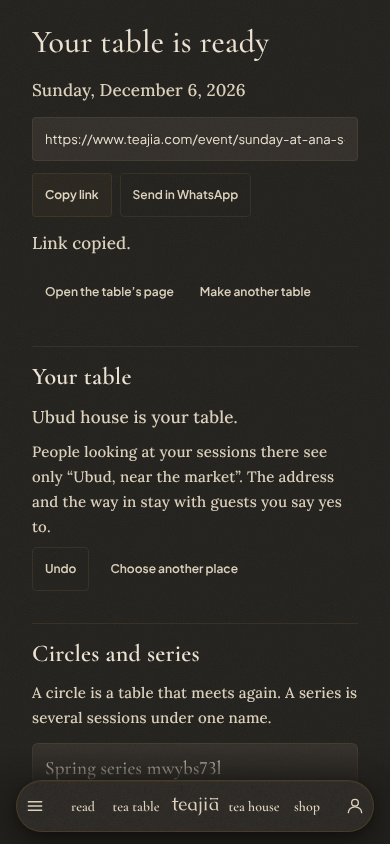 Your table is ready
Sunday, December 6, 2026
https://www.teajia.com/event/sunday-at-ana-s
Copy link
Send in WhatsApp
Link copied.
Open the table’s page
Make another table
Your table
Ubud house is your table.
People looking at your sessions there see
only “Ubud, near the market”. The address
and the way in stay with guests you say yes
to.
Undo
Choose another place
Circles and series
A circle is a table that meets again. A series is
several sessions under one name.
Spring series mwybs73l
read
tea table
teajiā
tea house
shop